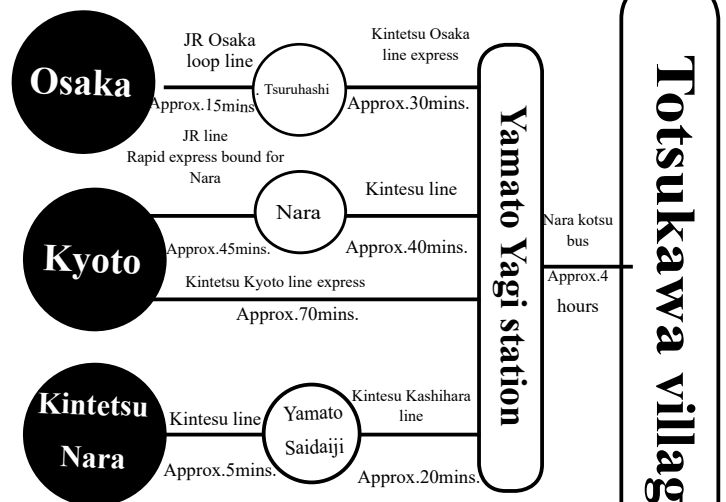 Osaka
JR Osaka
loop line
Approx.15mins.
Tsuruhashi
Kintetsu Osaka
line express
Approx.30mins.
JR line
Rapid express bound for
Nara
Kyoto
Approx.45mins.
Nara
Kintesu line
Approx.40mins.
Kintetsu Kyoto line express
Approx.70mins.
Kintetsu
Nara
Kintesu line
Approx.5mins.
Yamato
Saidaiji
Kintesu Kashihara
line
Approx.20mins.
Yamato Yagi station
Nara kotsu
bus
Approx.4
hours
Totsukawa villag